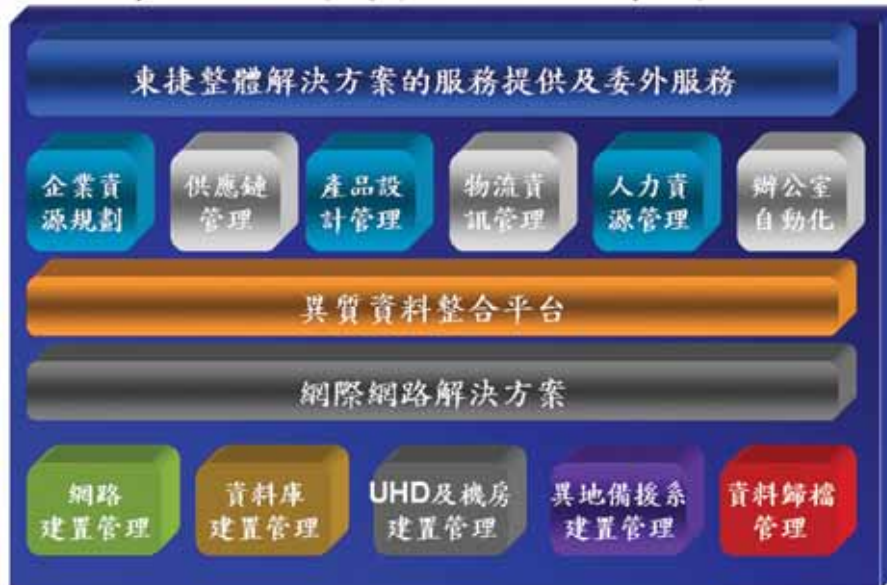 東捷整體解決方案的服務提供及委外服務
企業資
源規劃
供應鏈
管理
產品設
計管理
物流資
訊管理
人力資
源管理
辦公室
自動化
異質資料整合平台
網際網路解決方案
網路
建置管理
資料庫
建置管理
UHD及機房
建置管理
異地備援系
建置管理
資料歸檔
管理